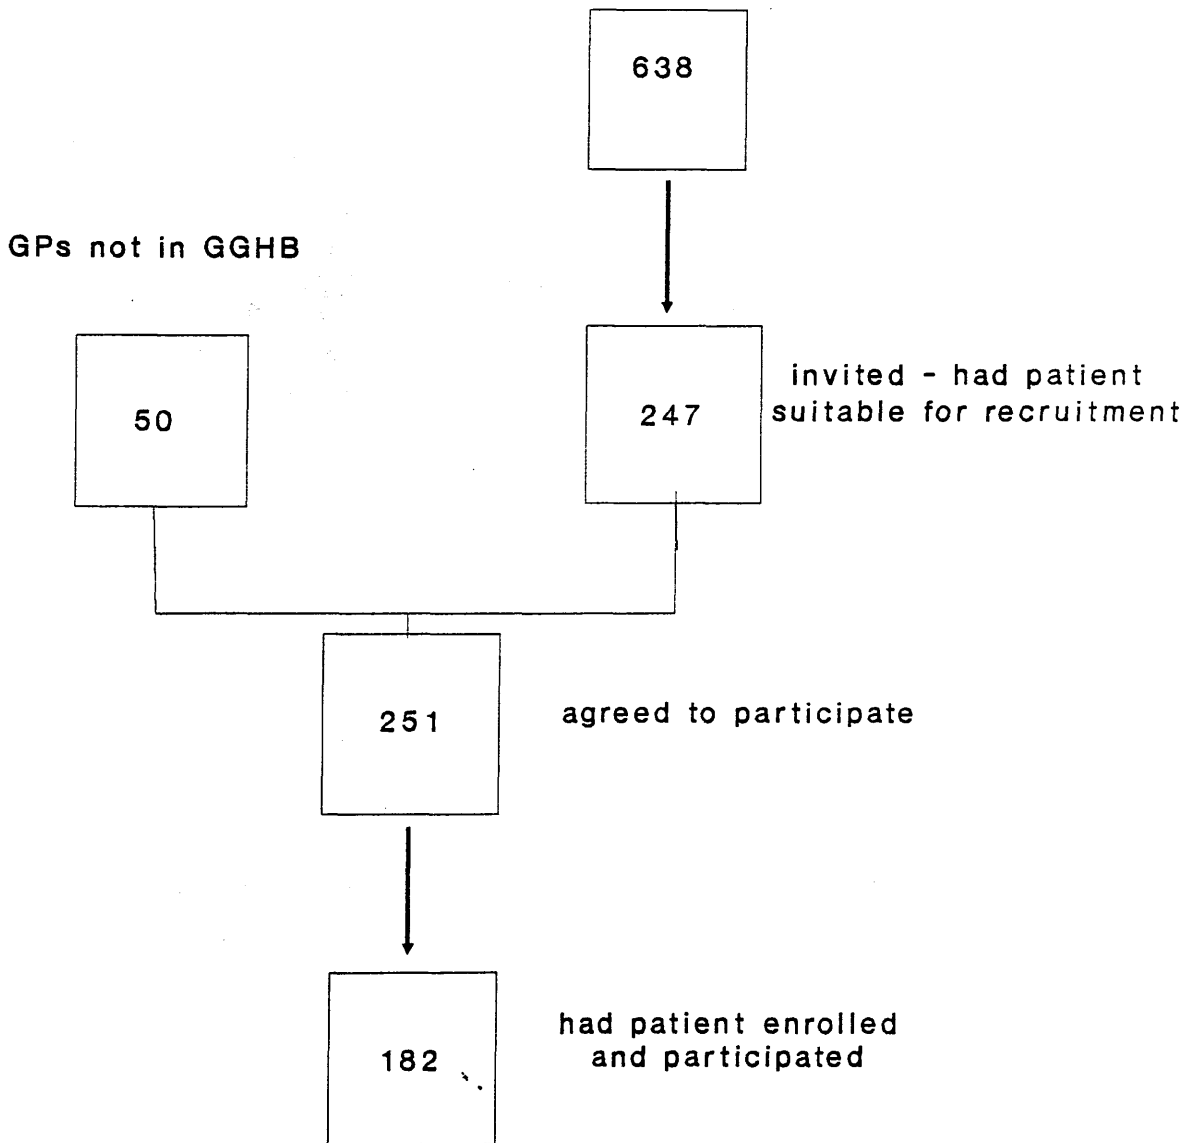 638
GPs not in GGHB
50
247
invited - had patient
suitable for recruitment
251
agreed to participate
182
had patient enrolled
and participated